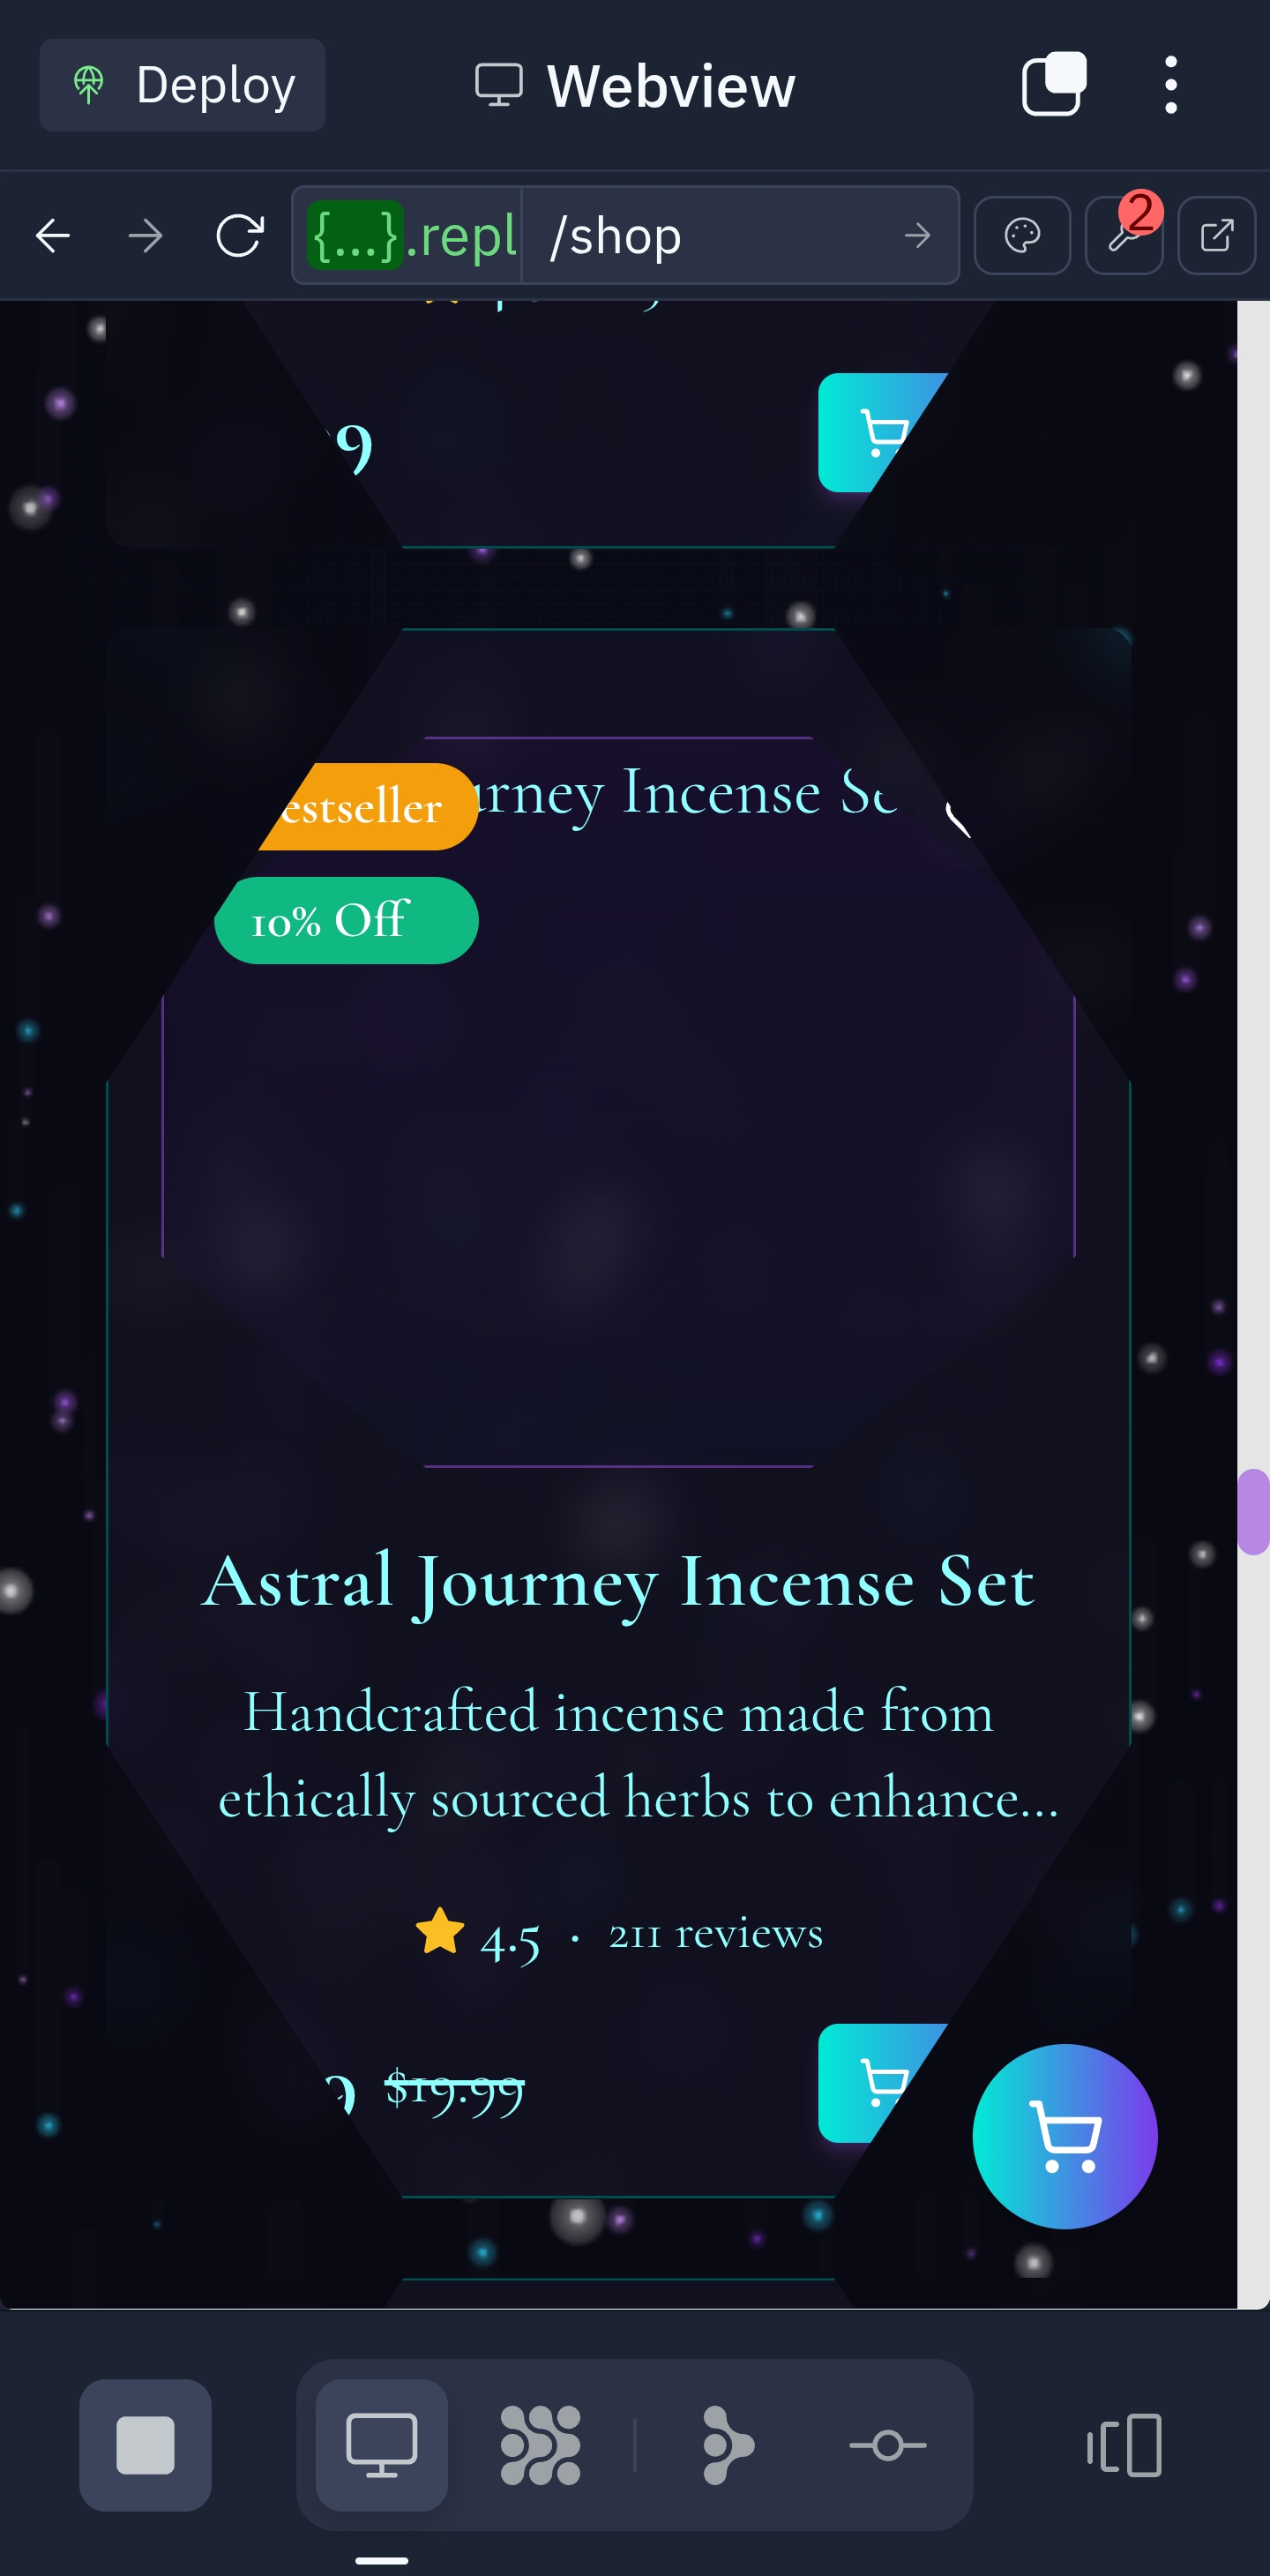 Deploy
Webview
{...}.repl
/shop
2
9
estseller
urney Incense Se
10% Off
Astral Journey Incense Set
Handcrafted incense made from
ethically sourced herbs to enhance...
4.5 · 211 reviews
9 $19.99